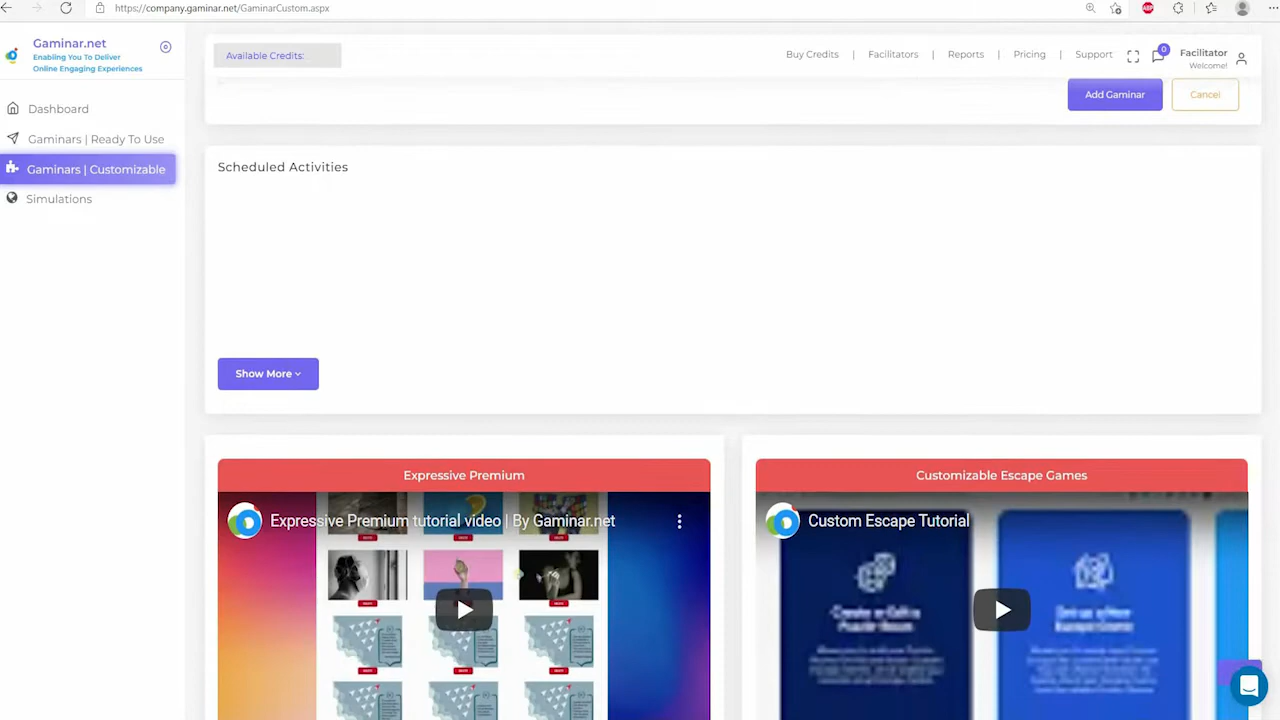 https://company.gaminar.net/GaminarCustom.aspx
Gaminar.net
Enabling You To Deliver
Online Engaging Experiences
Available Credits:
Buy Credits | Facilitators | Reports | Pricing | Support
0
Facilitator
Welcome!
Dashboard
Gaminars | Ready To Use
Gaminars | Customizable
Simulations
Add Gaminar
Cancel
Scheduled Activities
Show More
Expressive Premium
Expressive Premium tutorial video | By Gaminar.net
Customizable Escape Games
Custom Escape Tutorial